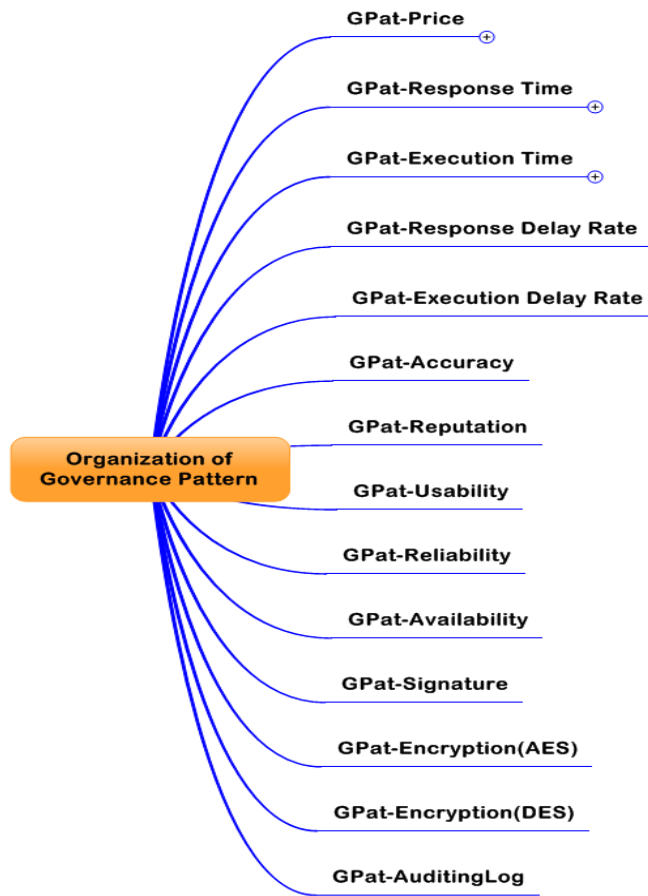 GPat-Price
GPat-Response Time
GPat-Execution Time
GPat-Response Delay Rate
GPat-Execution Delay Rate
GPat-Accuracy
GPat-Reputation
Organization of
Governance Pattern
GPat-Usability
GPat-Reliability
GPat-Availability
GPat-Signature
GPat-Encryption(AES)
GPat-Encryption(DES)
GPat-AuditingLog